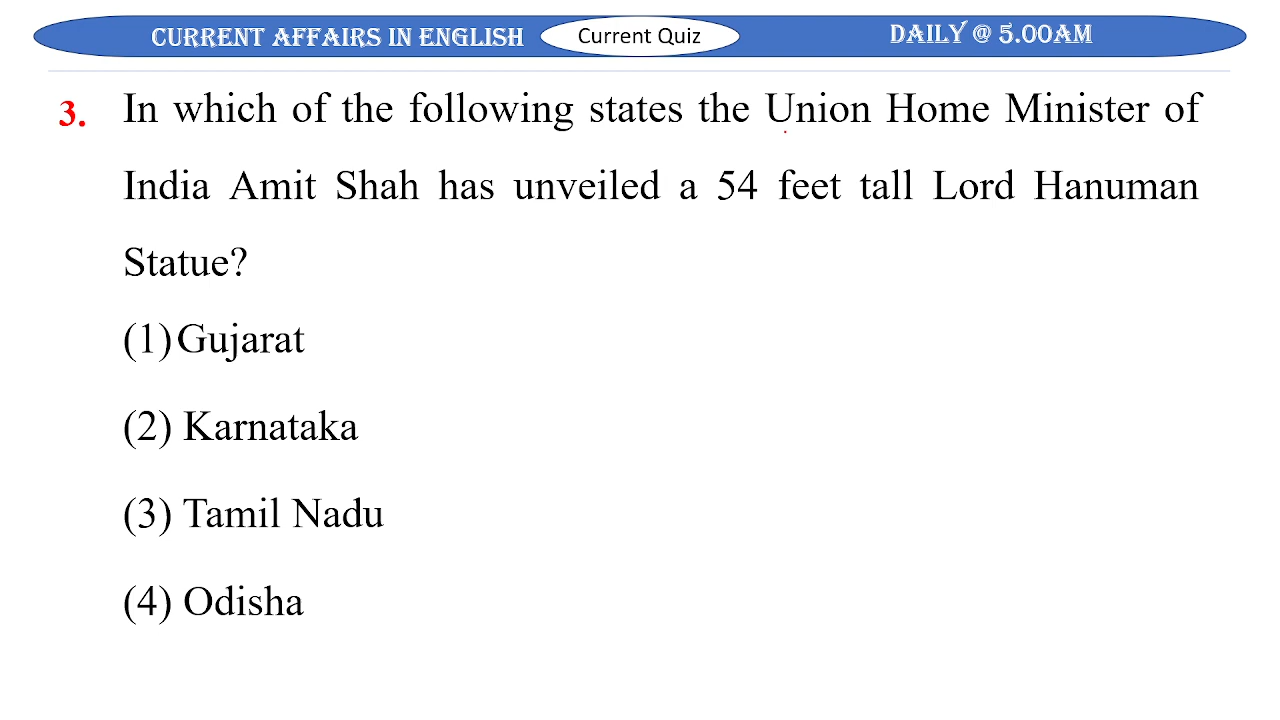 CURRENT AFFAIRS IN ENGLISH Current Quiz DAILY @ 5.00AM
3. In which of the following states the Union Home Minister of
India Amit Shah has unveiled a 54 feet tall Lord Hanuman
Statue?
(1) Gujarat
(2) Karnataka
(3) Tamil Nadu
(4) Odisha